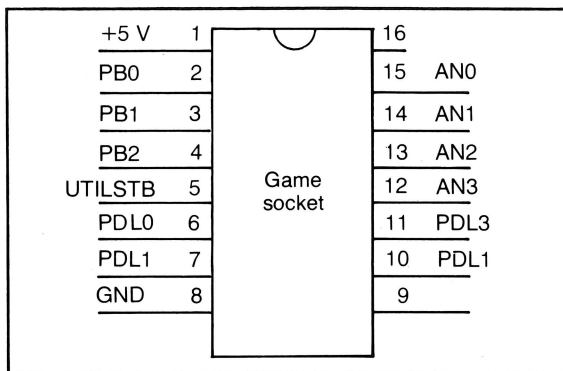 +5 V 1 16
PB0 2 15 AN0
PB1 3 14 AN1
PB2 4 13 AN2
UTILSTB 5 12 AN3
Game
socket
PDL0 6 11 PDL3
PDL1 7 10 PDL1
GND 8 9